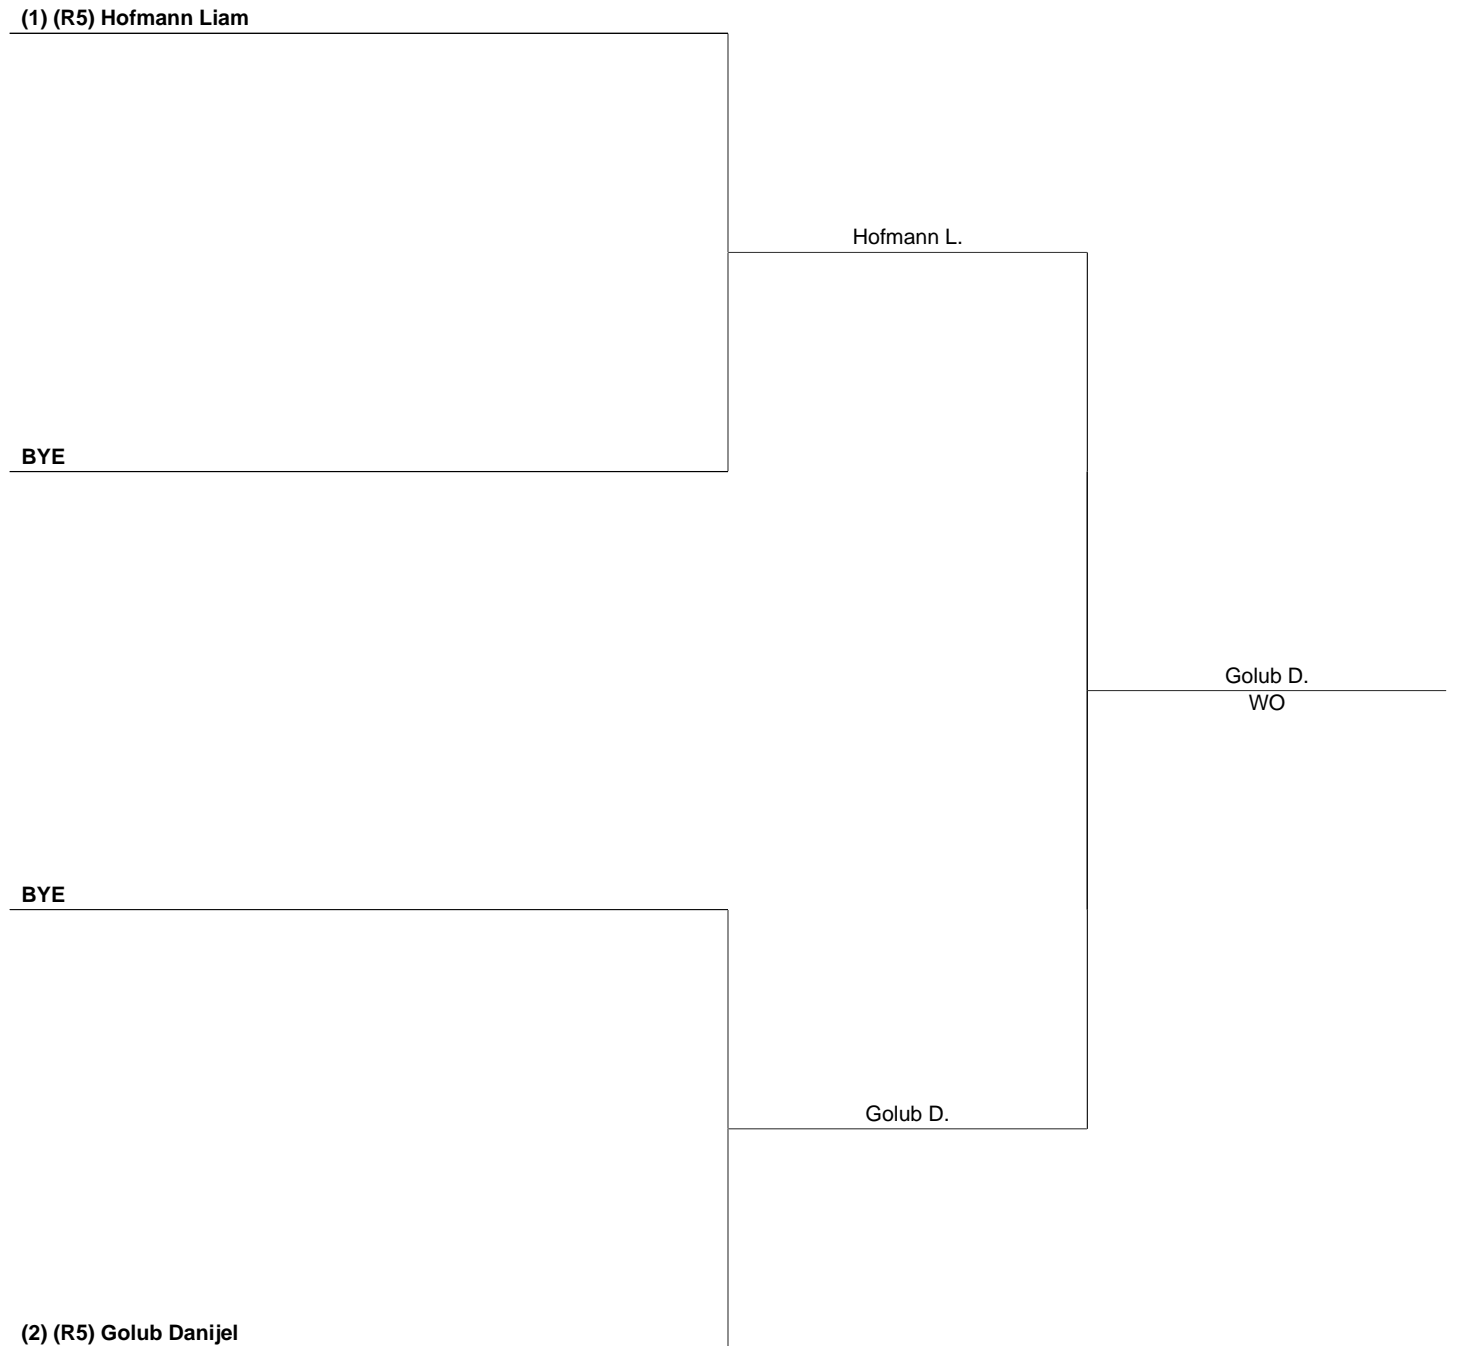 (1) (R5) Hofmann Liam
Hofmann L.
BYE
Golub D.
WO
BYE
Golub D.
(2) (R5) Golub Danijel